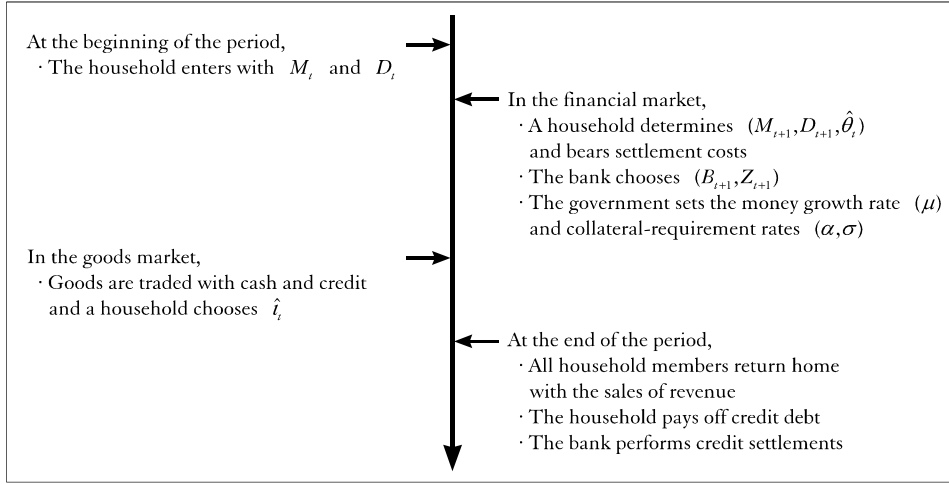 At the beginning of the period,
· The household enters with M_t and D_t
In the financial market,
· A household determines (M_{t+1}, D_{t+1}, θ̂_t)
and bears settlement costs
· The bank chooses (B_{t+1}, Z_{t+1})
· The government sets the money growth rate (μ)
and collateral-requirement rates (α,σ)
In the goods market,
· Goods are traded with cash and credit
and a household chooses î_t
At the end of the period,
· All household members return home
with the sales of revenue
· The household pays off credit debt
· The bank performs credit settlements